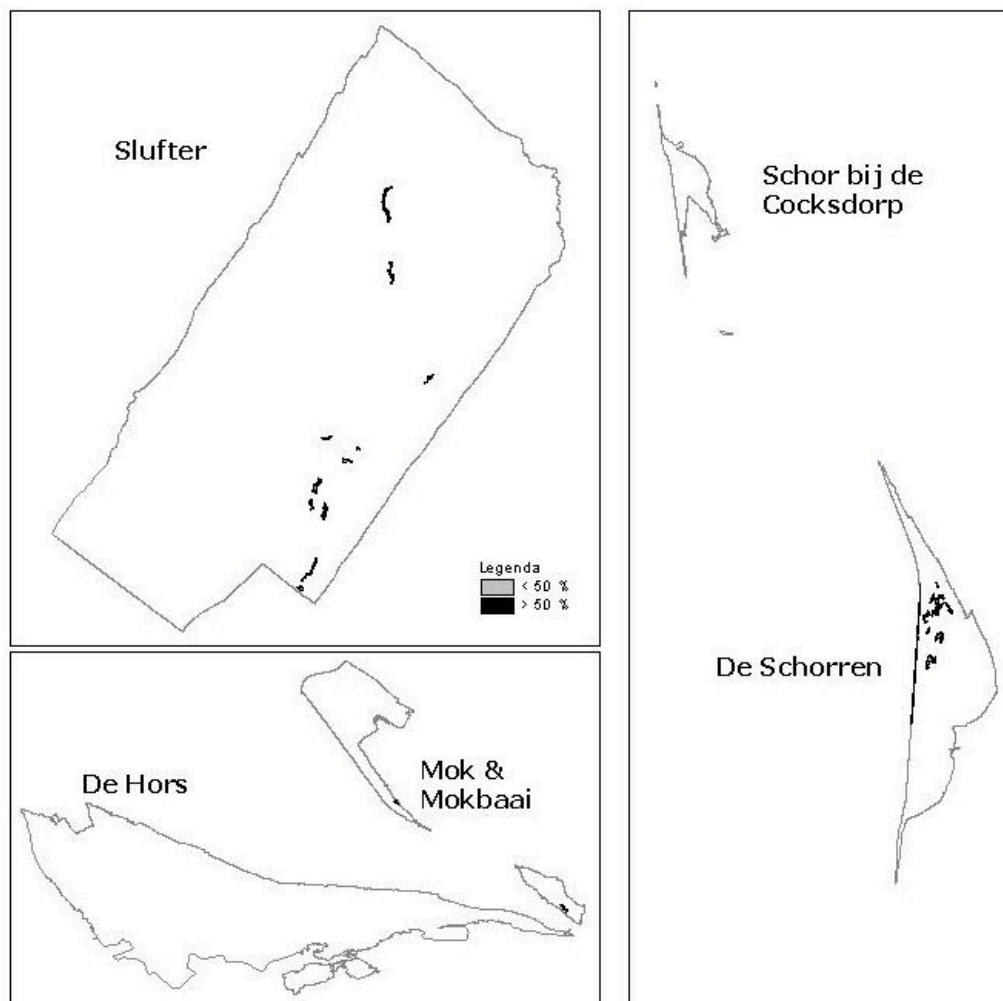 Slufter
Legenda
< 50 %
> 50 %
De Hors
Mok &
Mokbaai
Schor bij de
Cocksdorp
De Schorren